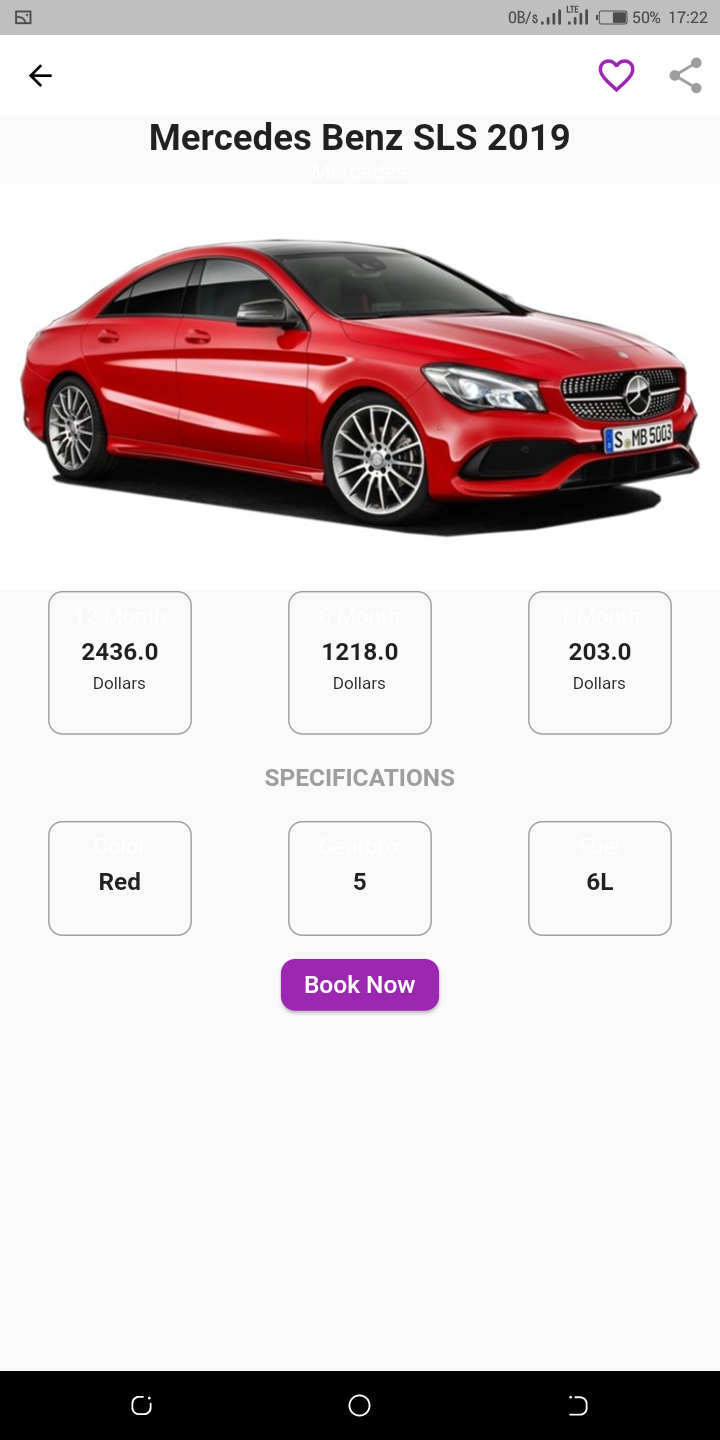 0B/s LTE 50% 17:22
Mercedes Benz SLS 2019
Mercedes
S MB 5003
12 Month 6 Month 1 Month
2436.0 1218.0 203.0
Dollars Dollars Dollars
SPECIFICATIONS
Color Gearbox Fuel
Red 5 6L
Book Now